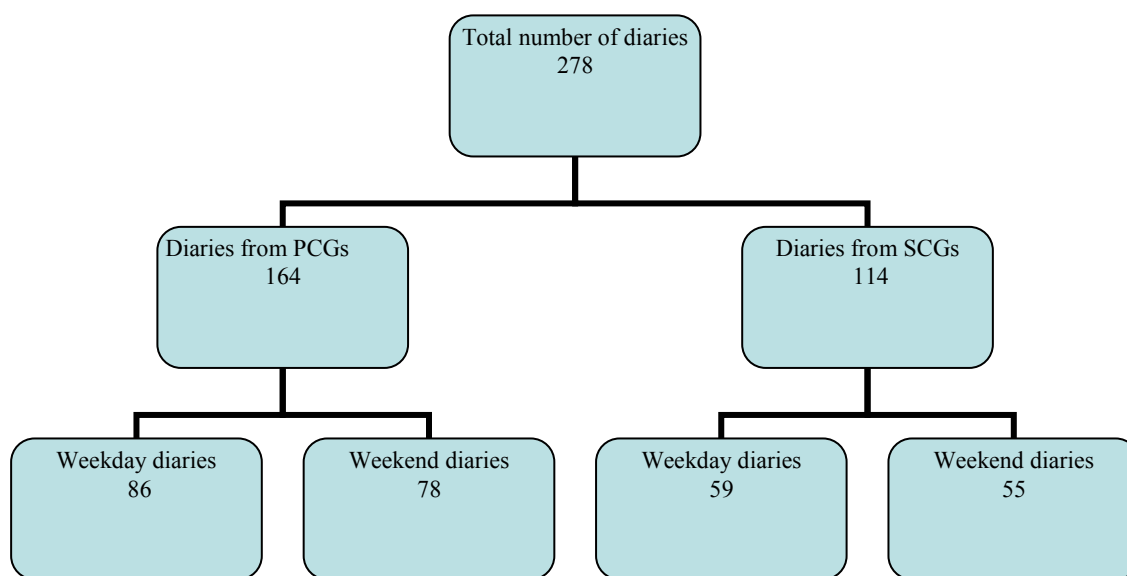 Total number of diaries
278
Diaries from PCGs
164
Diaries from SCGs
114
Weekday diaries
86
Weekend diaries
78
Weekday diaries
59
Weekend diaries
55